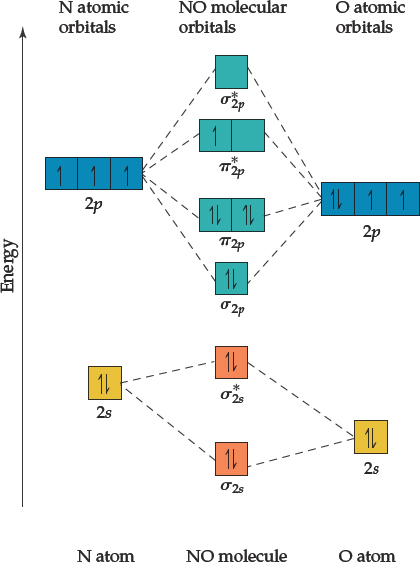 N atomic orbitals
NO molecular orbitals
O atomic orbitals
Energy
σ*2p
π*2p
2p
π2p
2p
σ2p
σ*2s
2s
2s
σ2s
N atom
NO molecule
O atom